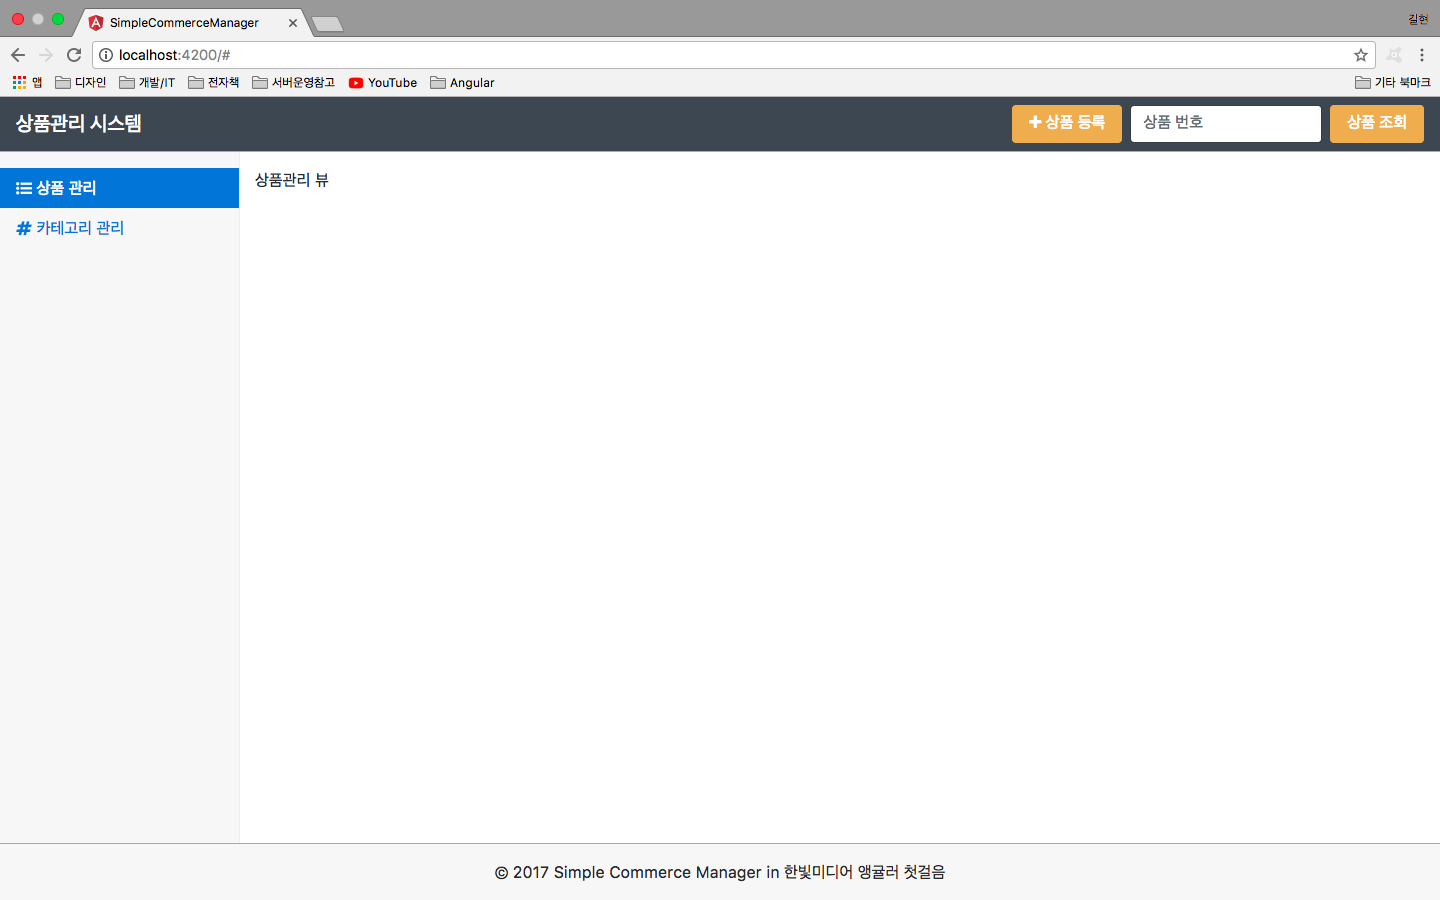 SimpleCommerceManager
길현
localhost:4200/#
앱 디자인 개발/IT 전자책 서버운영참고 YouTube Angular 기타 북마크
상품관리 시스템 상품 등록 상품 번호 상품 조회
상품 관리
상품관리 뷰
# 카테고리 관리
© 2017 Simple Commerce Manager in 한빛미디어 앵귤러 첫걸음